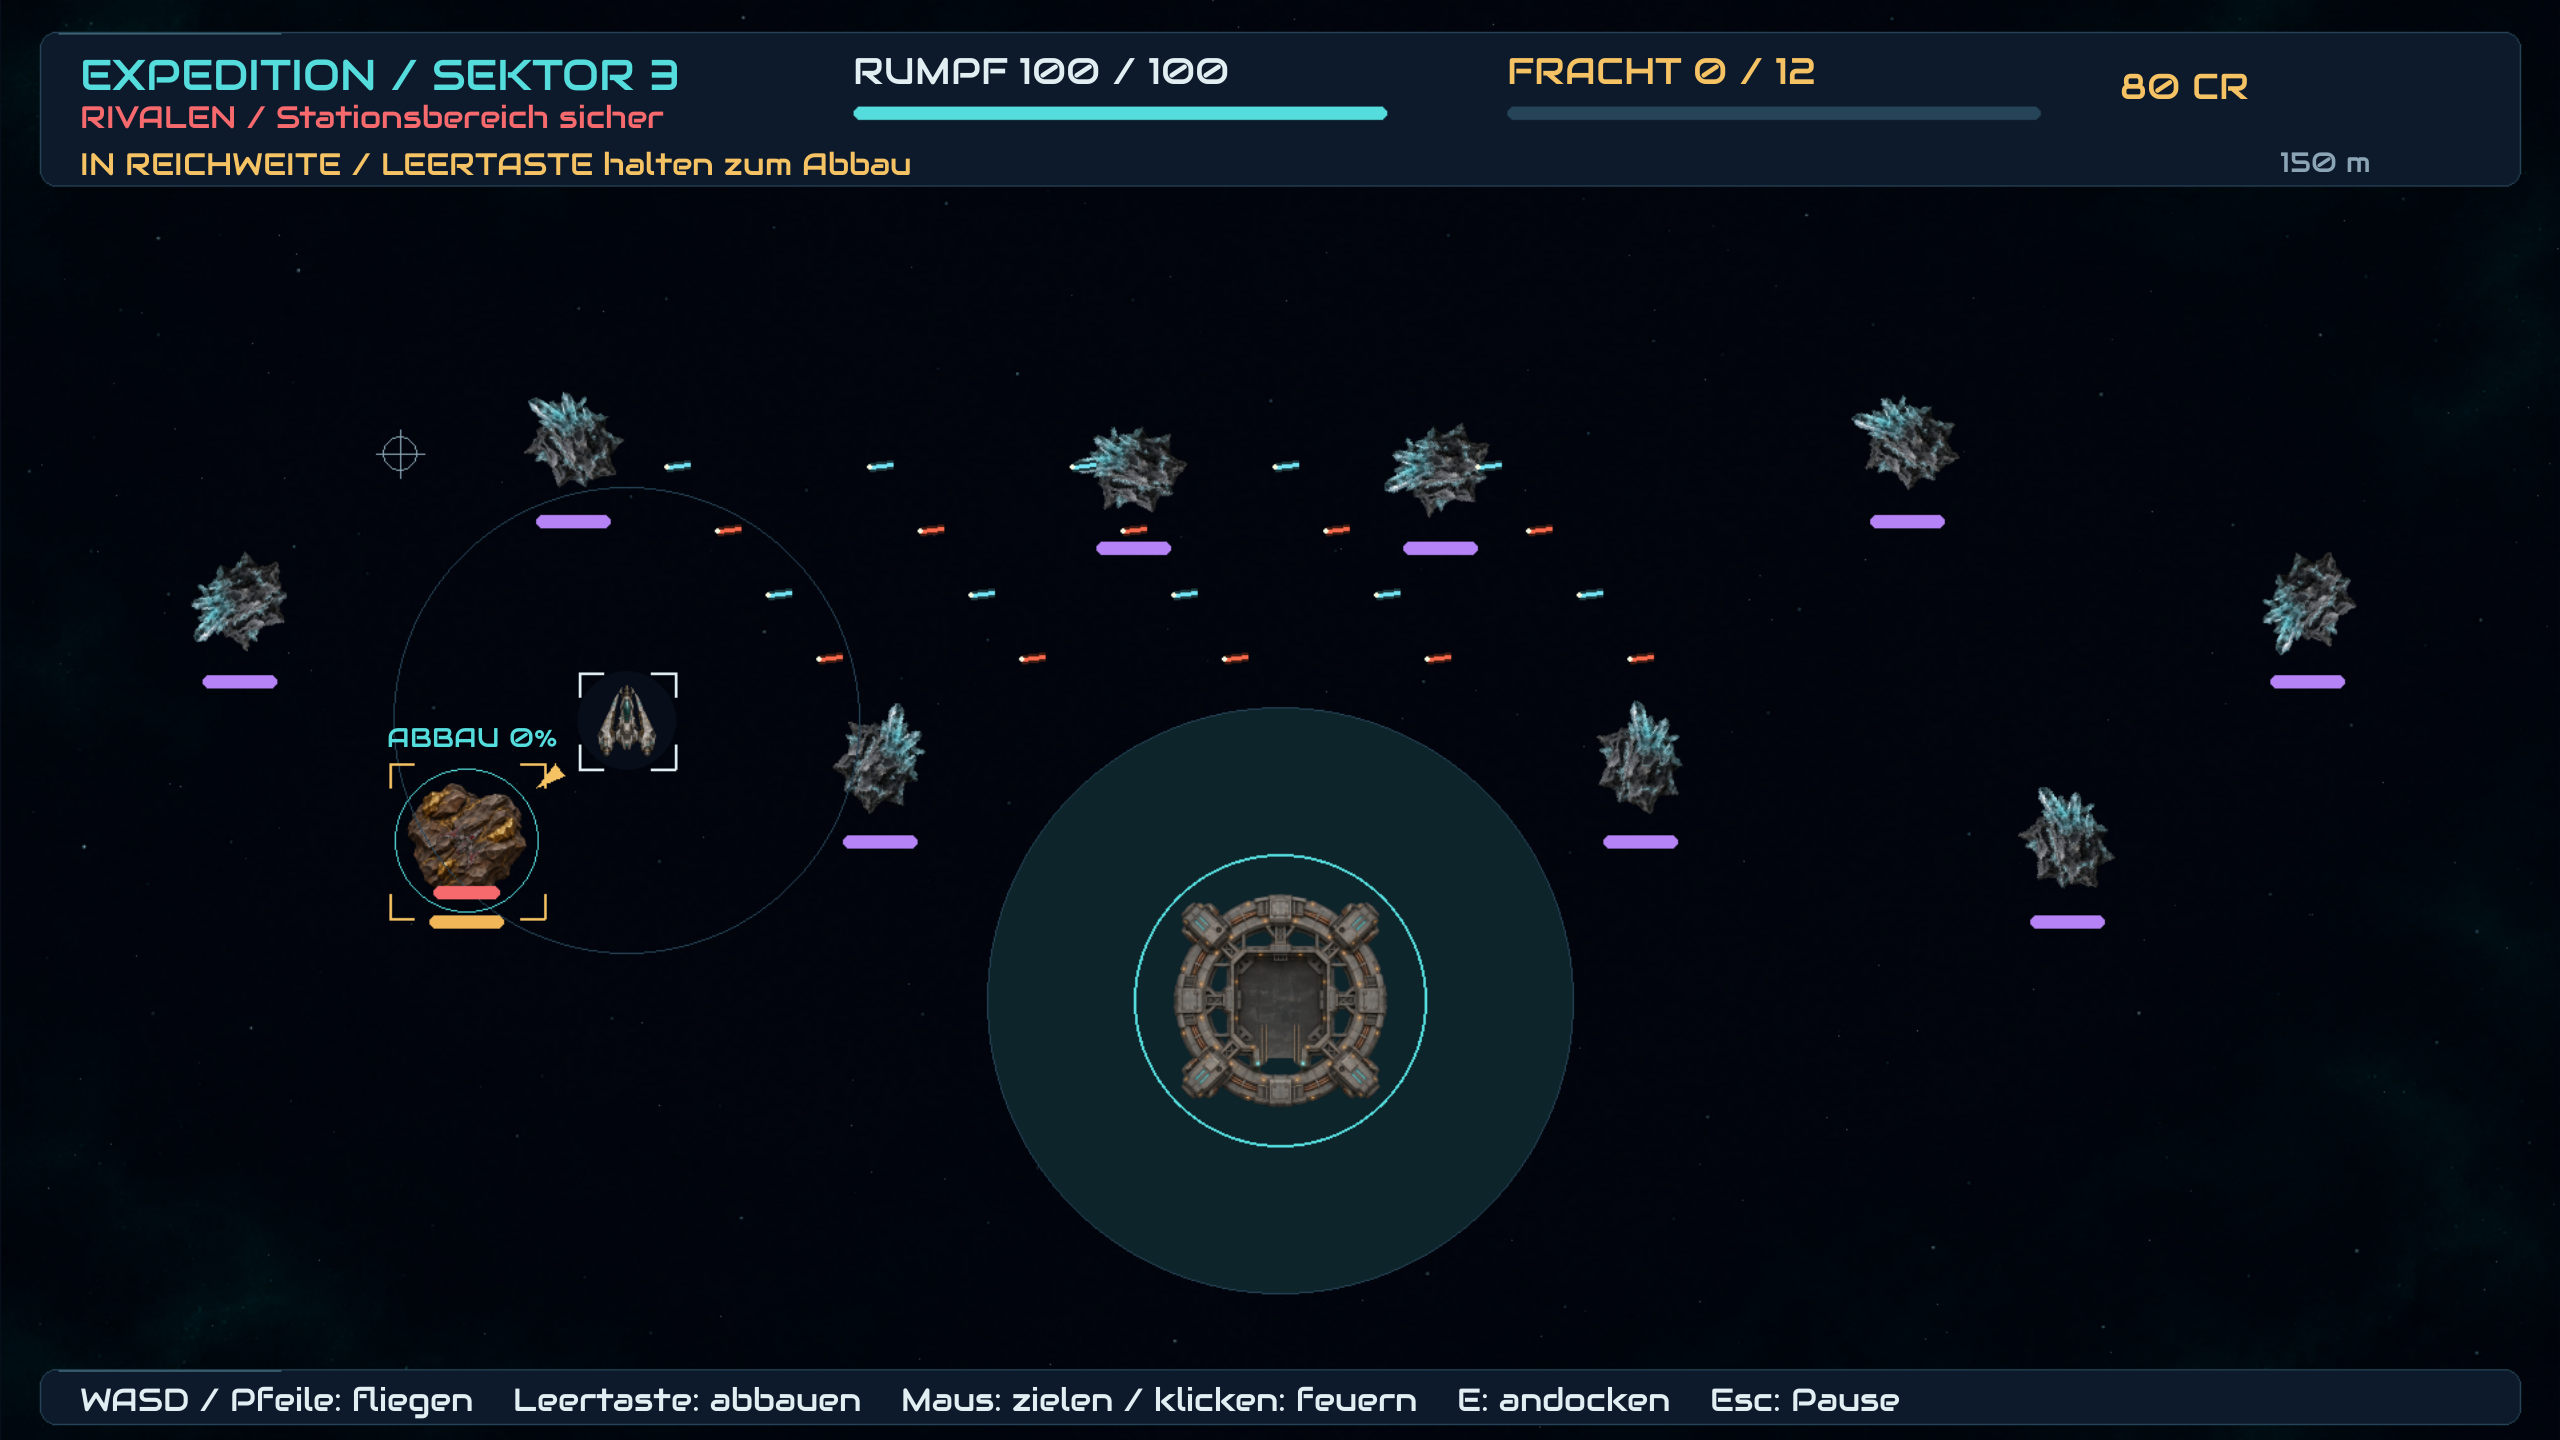 EXPEDITION / SEKTOR 3
RIVALEN / Stationsbereich sicher
IN REICHWEITE / LEERTASTE halten zum Abbau
RUMPF 100 / 100
FRACHT 0 / 12
80 CR
150 m
ABBAU 0%
WASD / Pfeile: fliegen Leertaste: abbauen Maus: zielen / klicken: feuern E: andocken Esc: Pause